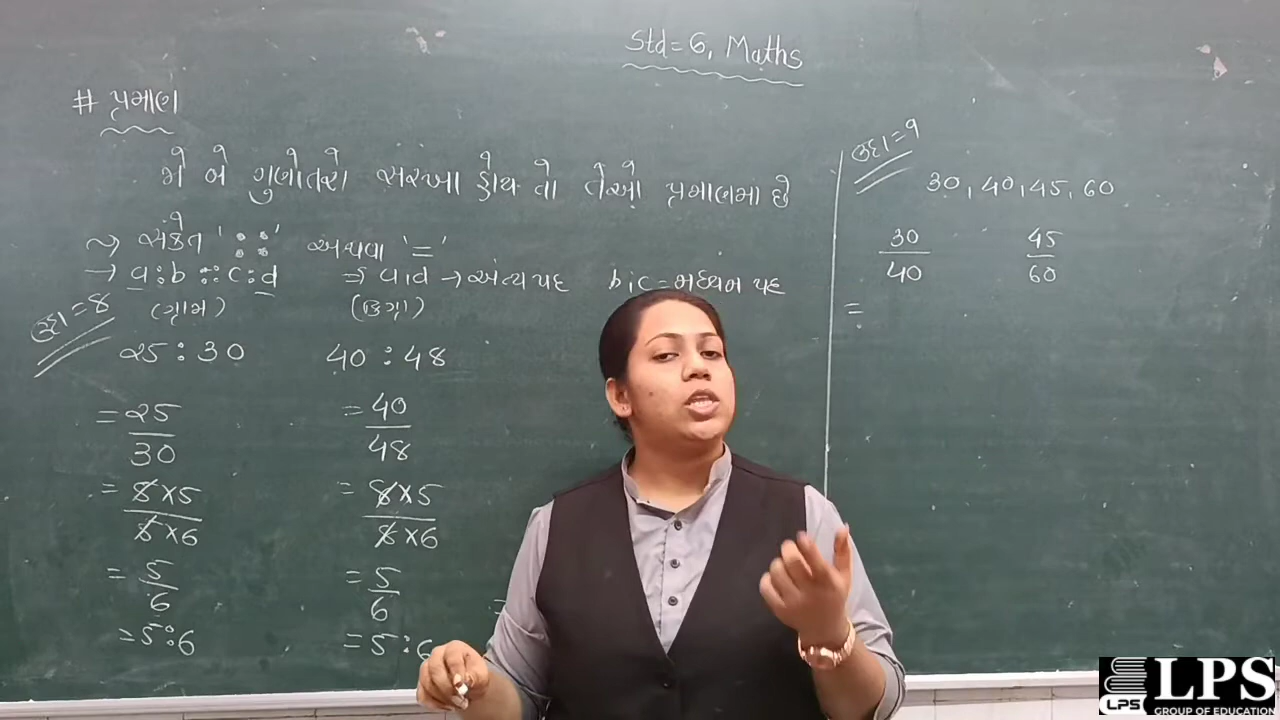 Std = 6, Maths
# પ્રમાણ
જો બે ગુણોત્તરો સરખા હોય તો તેઓ પ્રમાણમાં છે
~> સંકેત '::' અથવા '='
→ a:b :: c:d ⇒ a,d → અંત્યપદ b,c = મધ્યમ પદ
ઉદા = 8
(ગ્રામ) (કિગ્રા)
25 : 30 40 : 48
= 25/30 = 40/48
= 5×5/5×6 = 8×5/8×6
= 5/6 = 5/6
= 5:6 = 5:6
ઉદા = 9
30, 40, 45, 60
30/40 45/60
=
LPS
LPS
GROUP OF EDUCATION